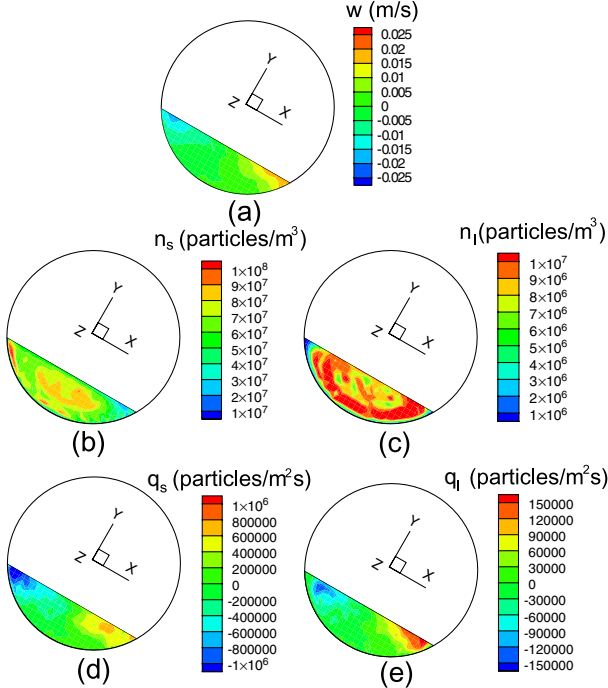 w (m/s)
0.025
0.02
0.015
0.01
0.005
0
-0.005
-0.01
-0.015
-0.02
-0.025
Y
Z
X
(a)
nₛ (particles/m³)
1×10⁸
9×10⁷
8×10⁷
7×10⁷
6×10⁷
5×10⁷
4×10⁷
3×10⁷
2×10⁷
1×10⁷
Y
Z
X
(b)
nₗ(particles/m³)
1×10⁷
9×10⁶
8×10⁶
7×10⁶
6×10⁶
5×10⁶
4×10⁶
3×10⁶
2×10⁶
1×10⁶
Y
Z
X
(c)
qₛ (particles/m²s)
1×10⁶
800000
600000
400000
200000
0
-200000
-400000
-600000
-800000
-1×10⁶
Y
Z
X
(d)
qₗ (particles/m²s)
150000
120000
90000
60000
30000
0
-30000
-60000
-90000
-120000
-150000
Y
Z
X
(e)